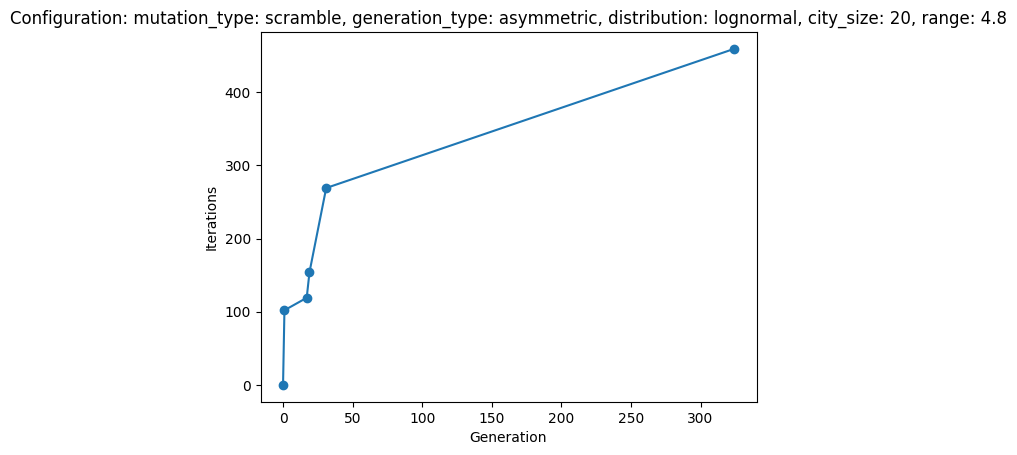 Configuration: mutation_type: scramble, generation_type: asymmetric, distribution: lognormal, city_size: 20, range: 4.8
Iterations
400
300
200
100
0
0 50 100 150 200 250 300
Generation